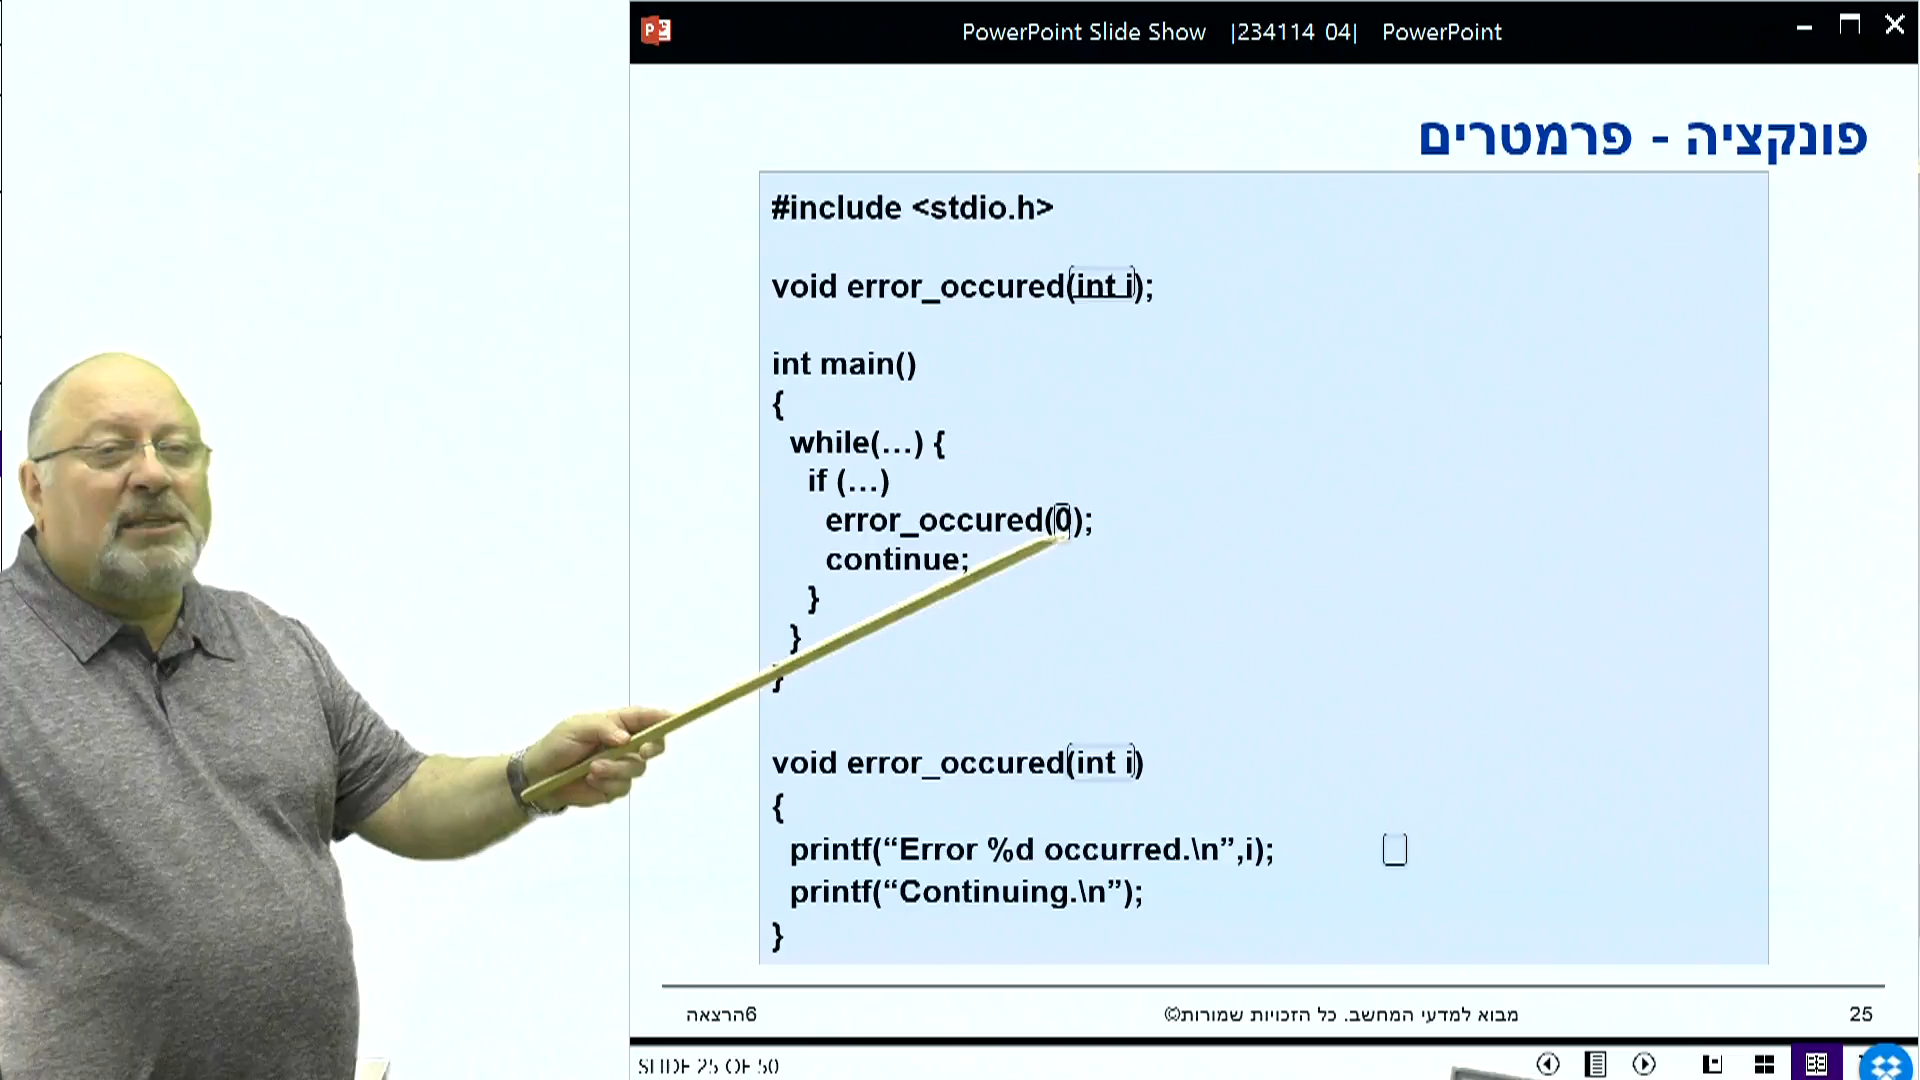 PowerPoint Slide Show |234114 04| PowerPoint
פונקציה - פרמטרים
#include <stdio.h>
void error_occured(int i);
int main()
{
while(…) {
if (…)
error_occured(0);
continue;
}
}
}
void error_occured(int i)
{
printf(“Error %d occurred.\n”,i);
printf(“Continuing.\n”);
}
הרצאה6
מבוא למדעי המחשב. כל הזכויות שמורות©
25
SLIDE 25 OF 50